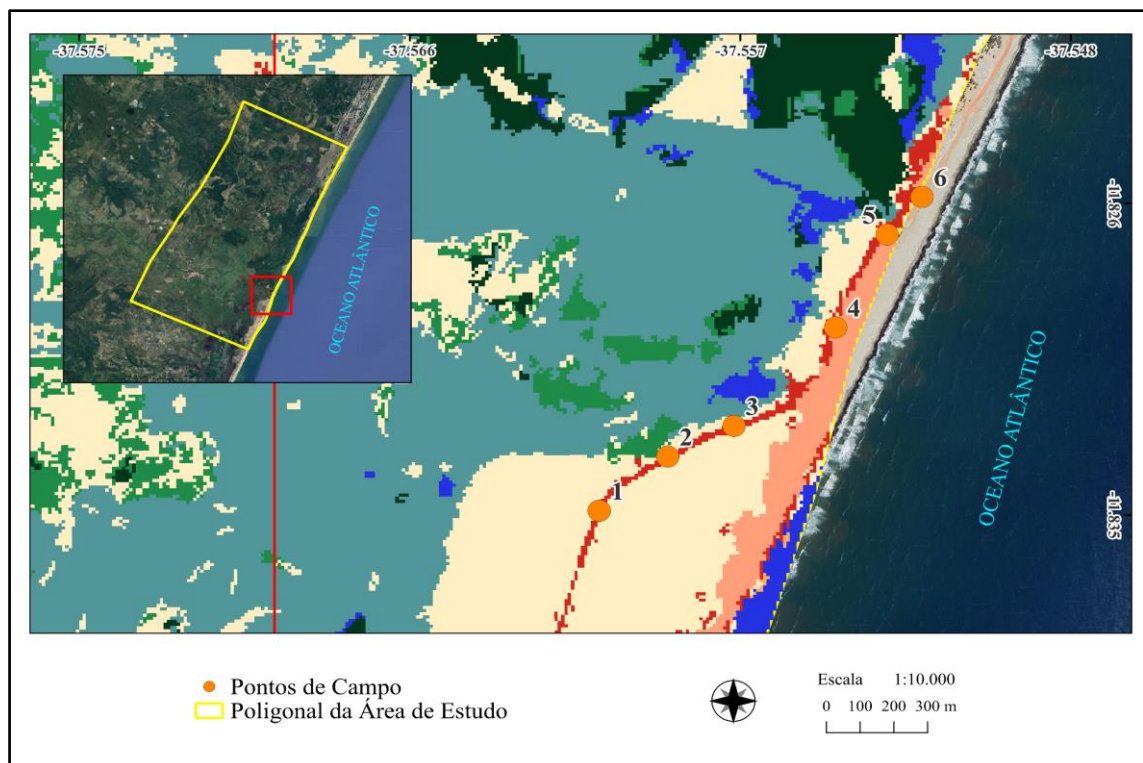 -37.575
-37.566
-37.557
-37.548
OCEANO ATLÂNTICO
6
-11.826
5
4
OCEANO ATLÂNTICO
3
2
1
-11.835
Pontos de Campo
Poligonal da Área de Estudo
Escala 1:10.000
0 100 200 300 m